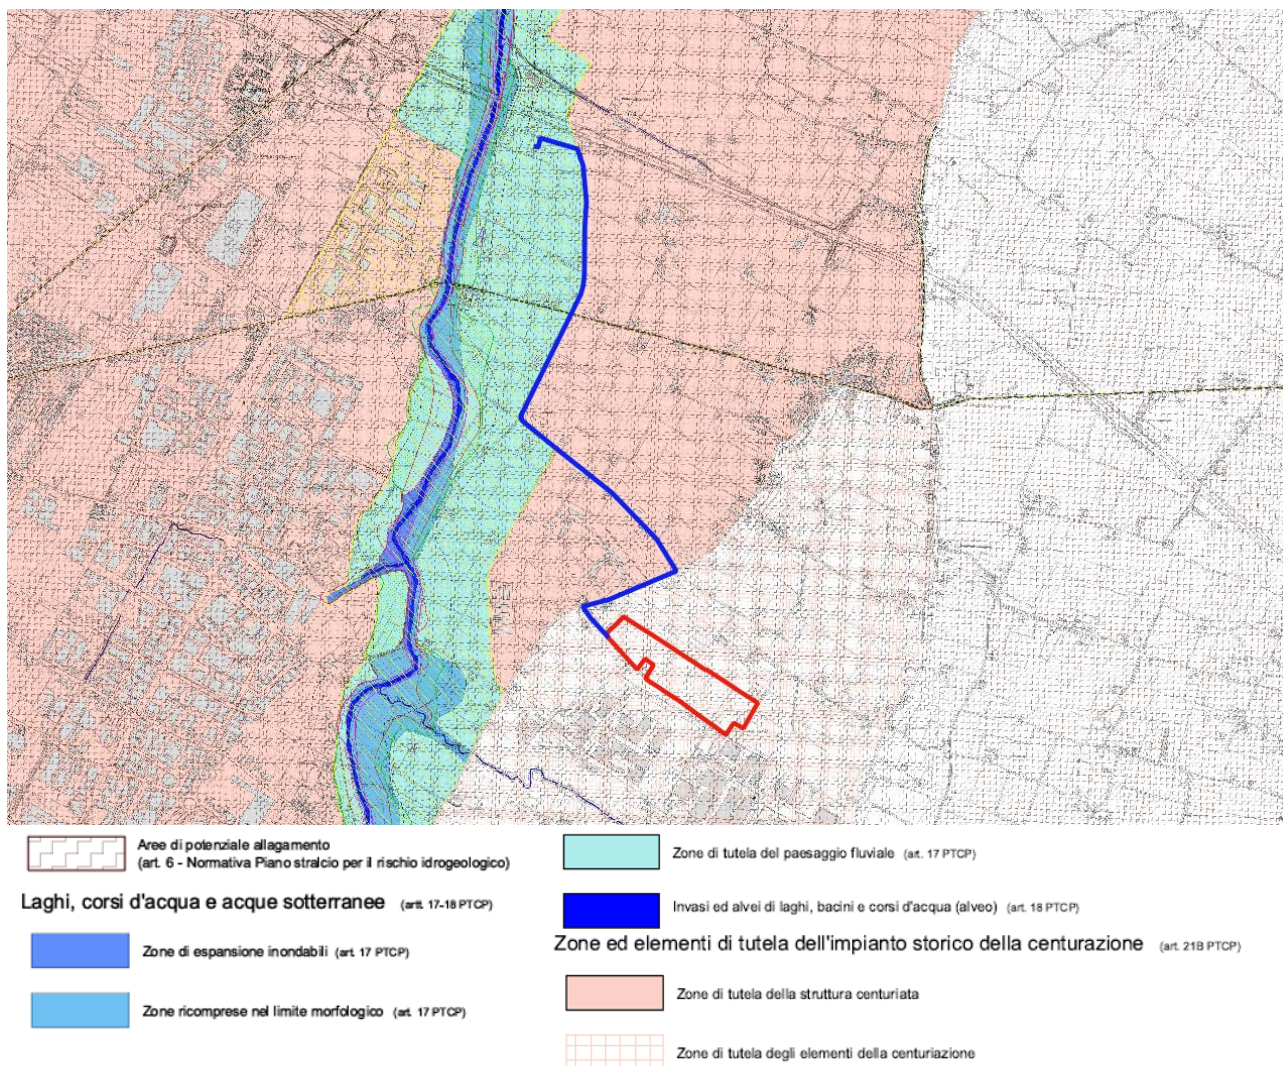 Aree di potenziale allagamento
(art. 6 - Normativa Piano stralcio per il rischio idrogeologico)
Laghi, corsi d'acqua e acque sotterranee (artt. 17-18 PTCP)
Zone di espansione inondabili (art. 17 PTCP)
Zone ricomprese nel limite morfologico (art. 17 PTCP)
Zone di tutela del paesaggio fluviale (art. 17 PTCP)
Invasi ed alvei di laghi, bacini e corsi d'acqua (alveo) (art. 18 PTCP)
Zone ed elementi di tutela dell'impianto storico della centurazione (art. 21B PTCP)
Zone di tutela della struttura centuriata
Zone di tutela degli elementi della centuriazione